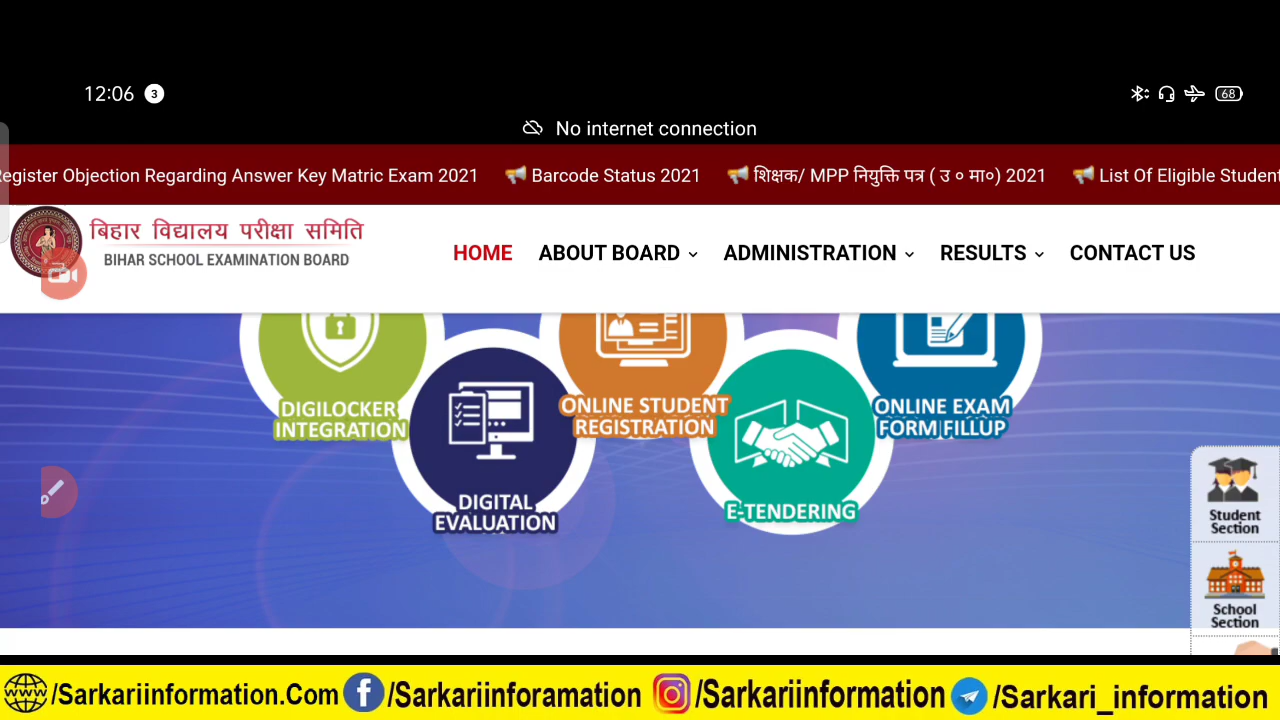 12:06 3
68
No internet connection
egister Objection Regarding Answer Key Matric Exam 2021 Barcode Status 2021 शिक्षक/ MPP नियुक्ति पत्र ( उ ० मा०) 2021 List Of Eligible Student
बिहार विद्यालय परीक्षा समिति
BIHAR SCHOOL EXAMINATION BOARD
HOME ABOUT BOARD ADMINISTRATION RESULTS CONTACT US
DIGILOCKER INTEGRATION
DIGITAL EVALUATION
ONLINE STUDENT REGISTRATION
E-TENDERING
ONLINE EXAM FORM FILLUP
Student
Section
School
Section
/Sarkariinformation.Com /Sarkariinforamation /Sarkariinformation /Sarkari_information